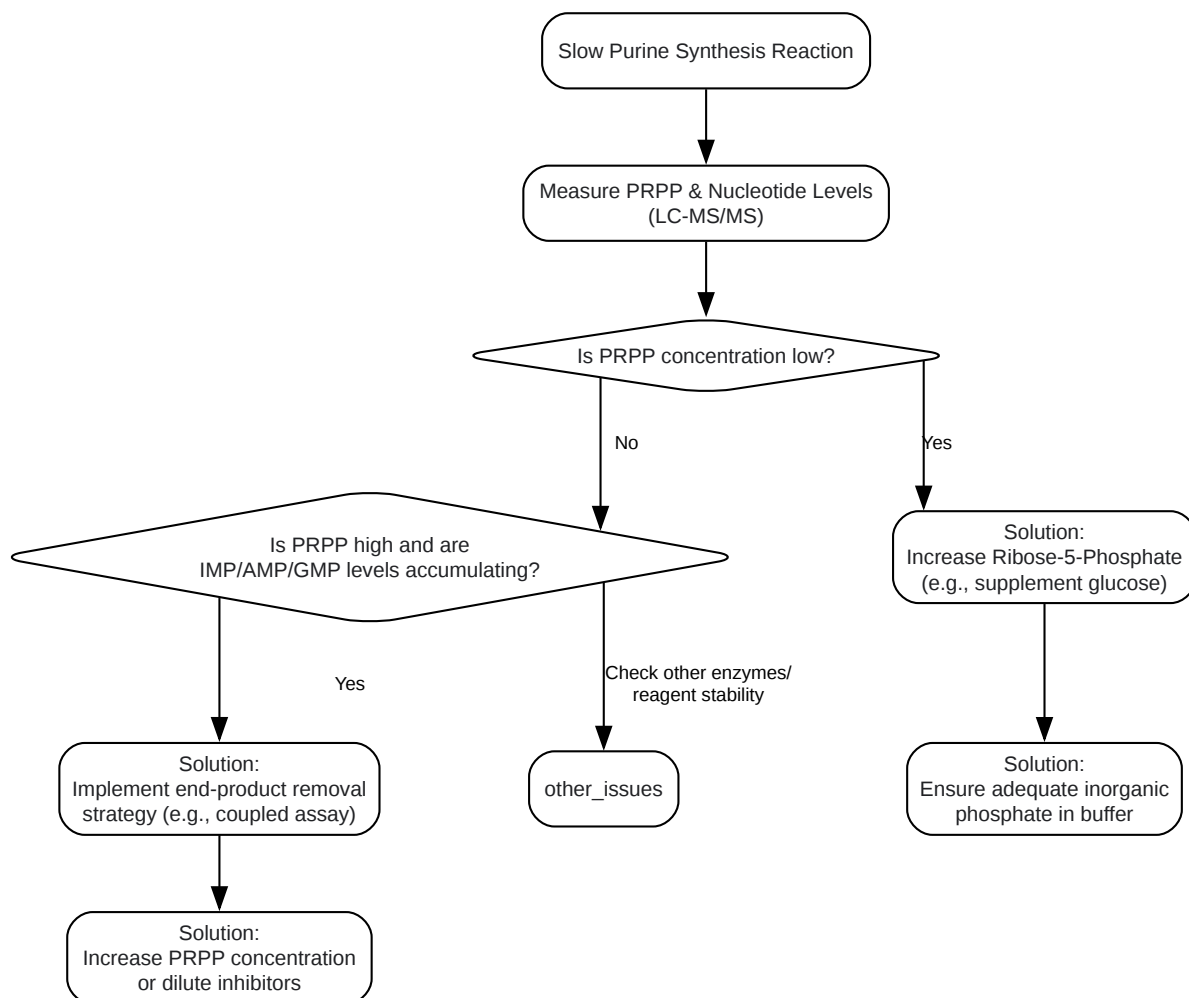 Slow Purine Synthesis Reaction
Measure PRPP & Nucleotide Levels
(LC-MS/MS)
Is PRPP concentration low?
No
Yes
Is PRPP high and are
IMP/AMP/GMP levels accumulating?
Solution:
Increase Ribose-5-Phosphate
(e.g., supplement glucose)
Yes
Check other enzymes/
reagent stability
Solution:
Implement end-product removal
strategy (e.g., coupled assay)
other_issues
Solution:
Ensure adequate inorganic
phosphate in buffer
Solution:
Increase PRPP concentration
or dilute inhibitors